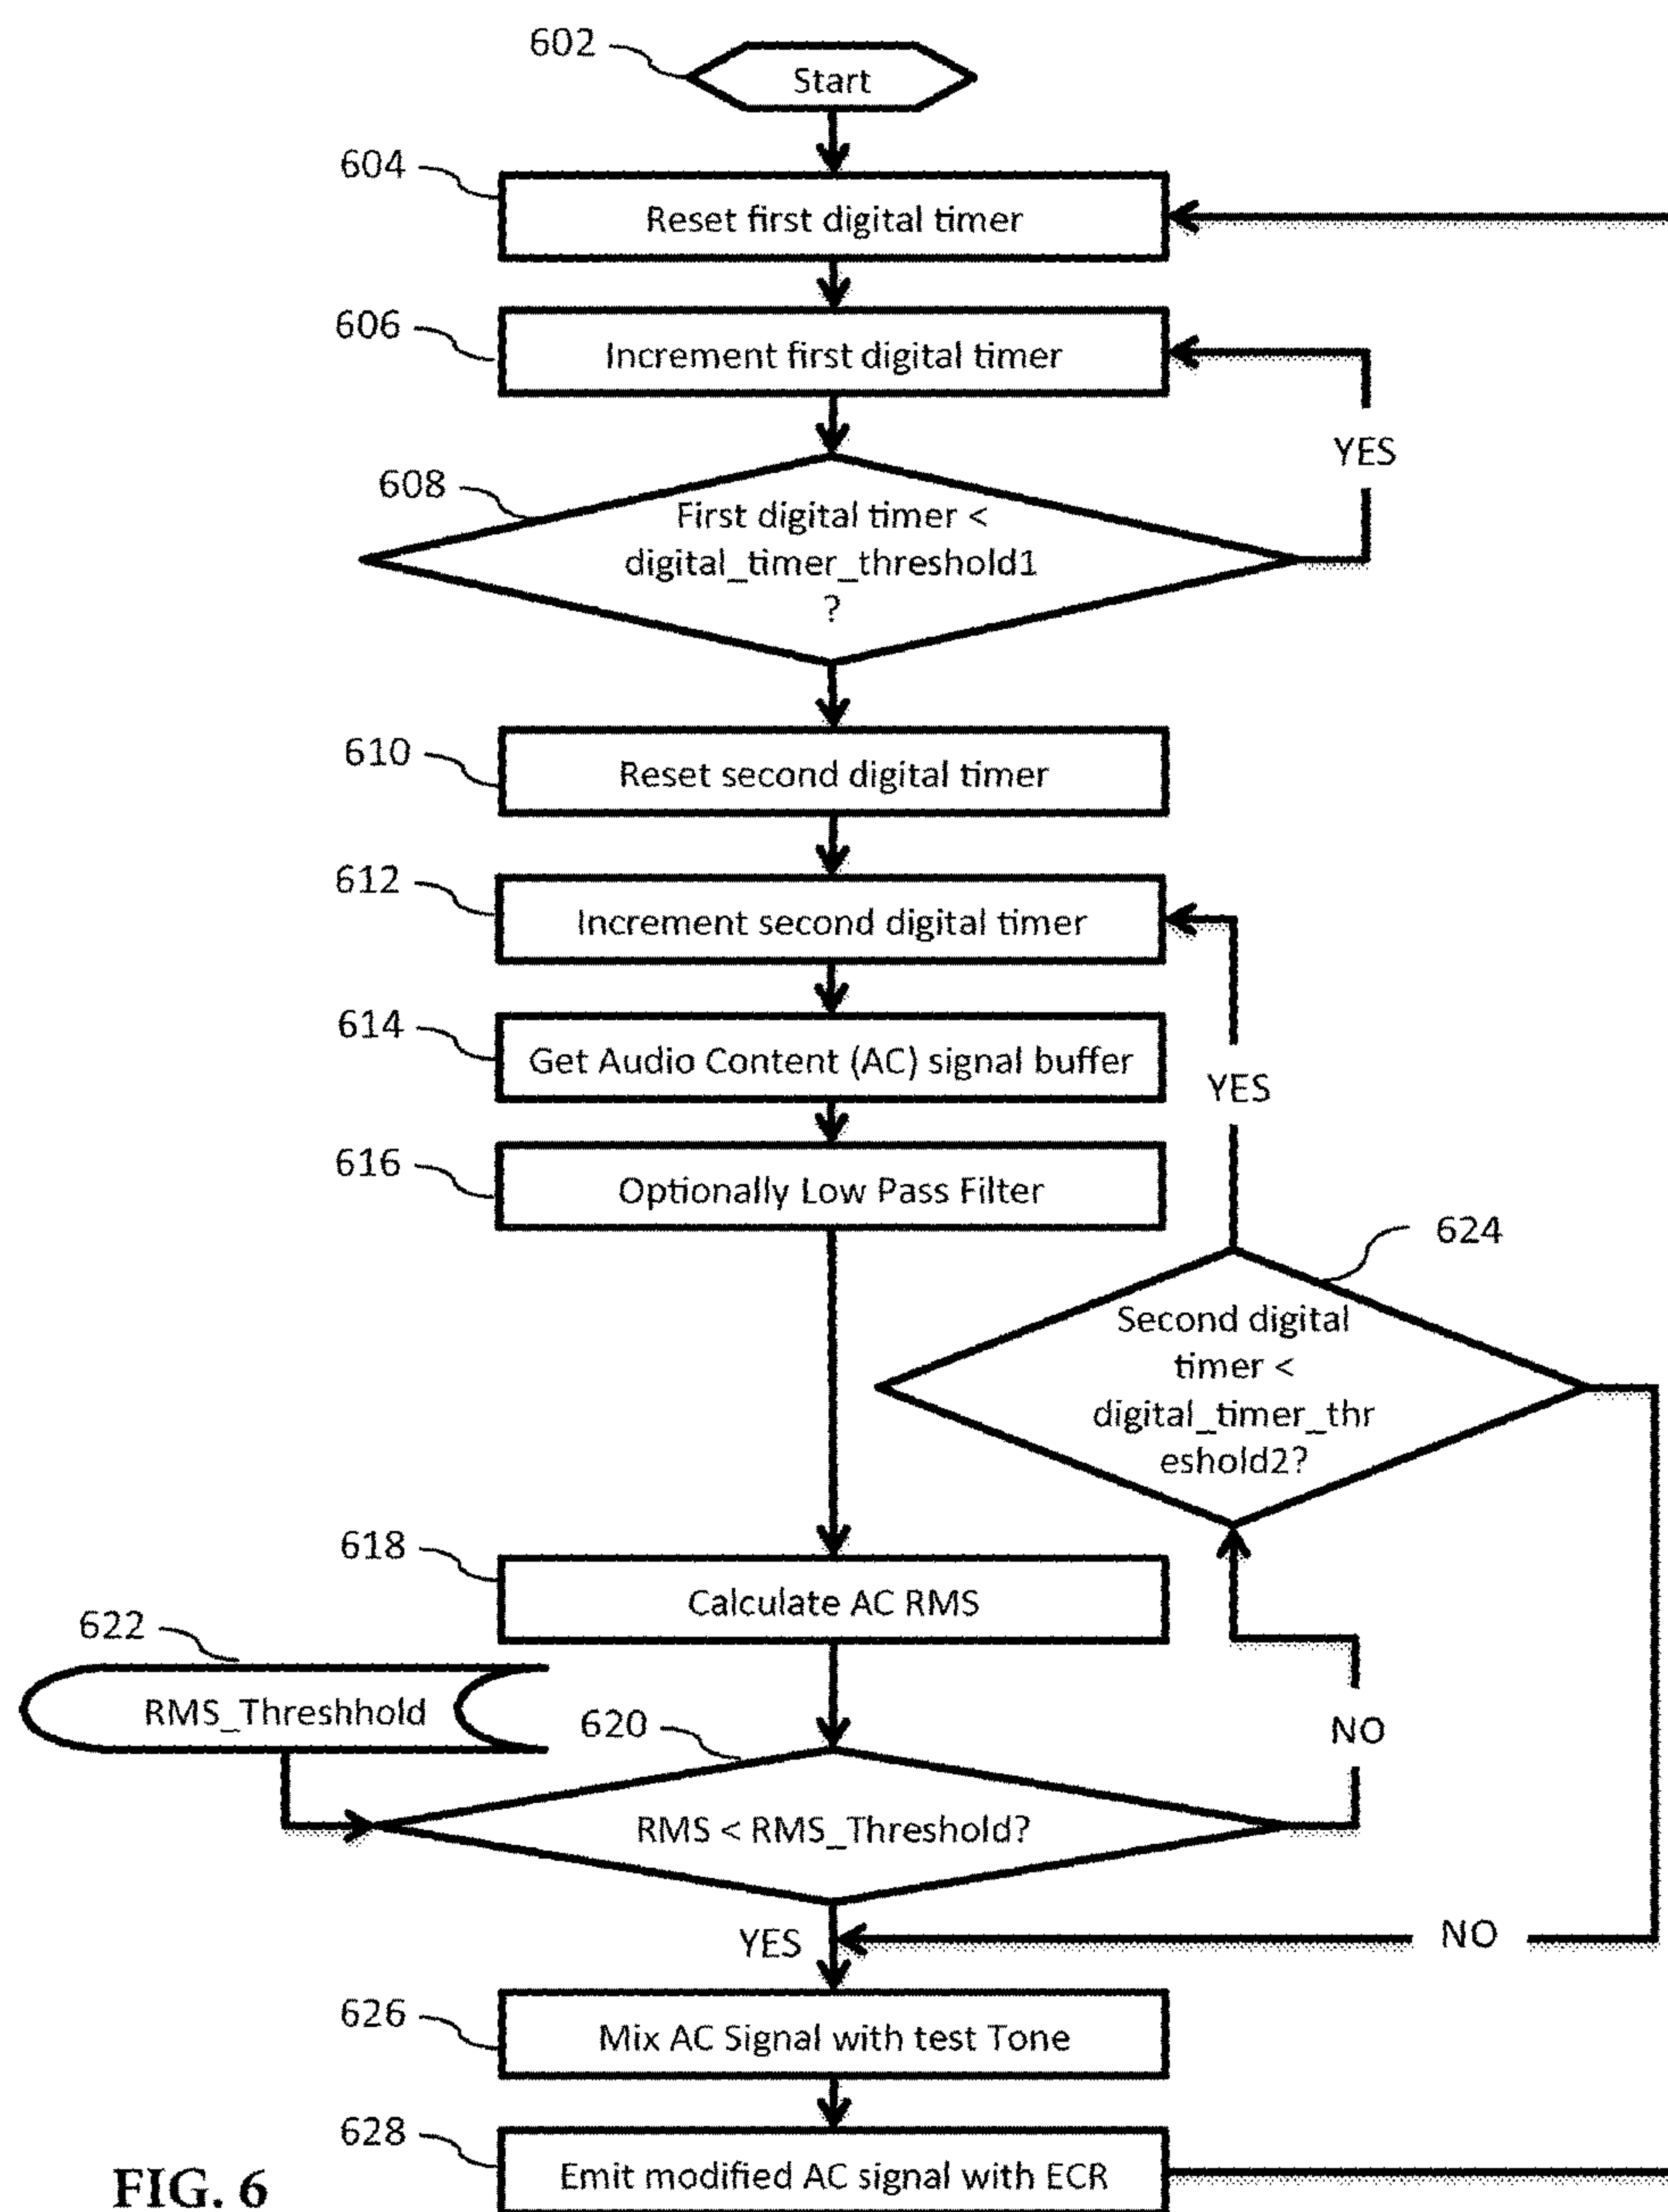 602
Start
604
Reset first digital timer
606
Increment first digital timer
YES
608
First digital timer <
digital_timer_threshold1
?
610
Reset second digital timer
612
Increment second digital timer
614
Get Audio Content (AC) signal buffer
YES
616
Optionally Low Pass Filter
624
Second digital
timer <
digital_timer_thr
eshold2?
618
Calculate AC RMS
622
RMS_Threshhold
620
NO
RMS < RMS_Threshold?
YES
NO
626
Mix AC Signal with test Tone
628
Emit modified AC signal with ECR
FIG. 6